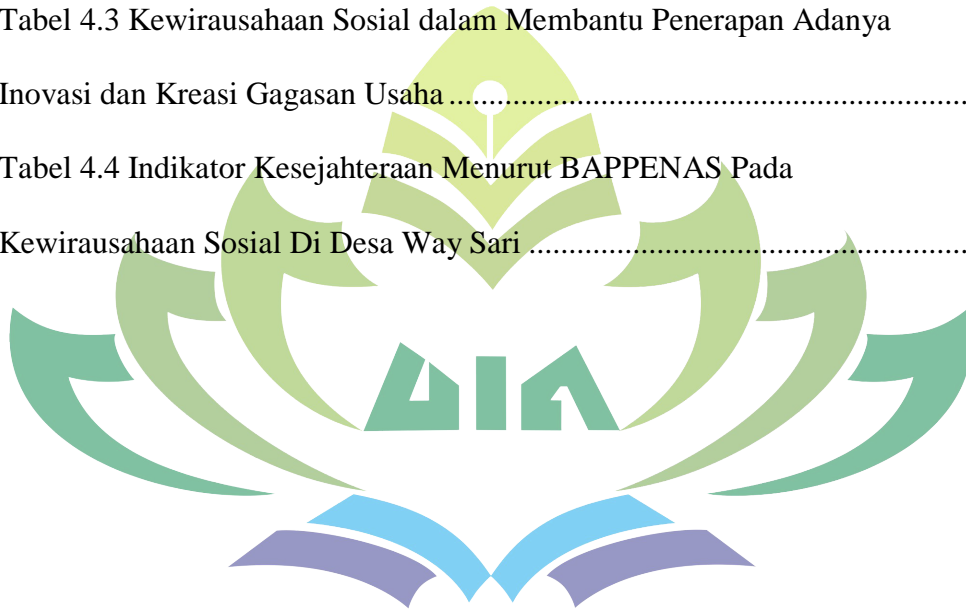 Tabel 4.3 Kewirausahaan Sosial dalam Membantu Penerapan Adanya
Inovasi dan Kreasi Gagasan Usaha ....................................................................
Tabel 4.4 Indikator Kesejahteraan Menurut BAPPENAS Pada
Kewirausahaan Sosial Di Desa Way Sari .........................................................
UIN